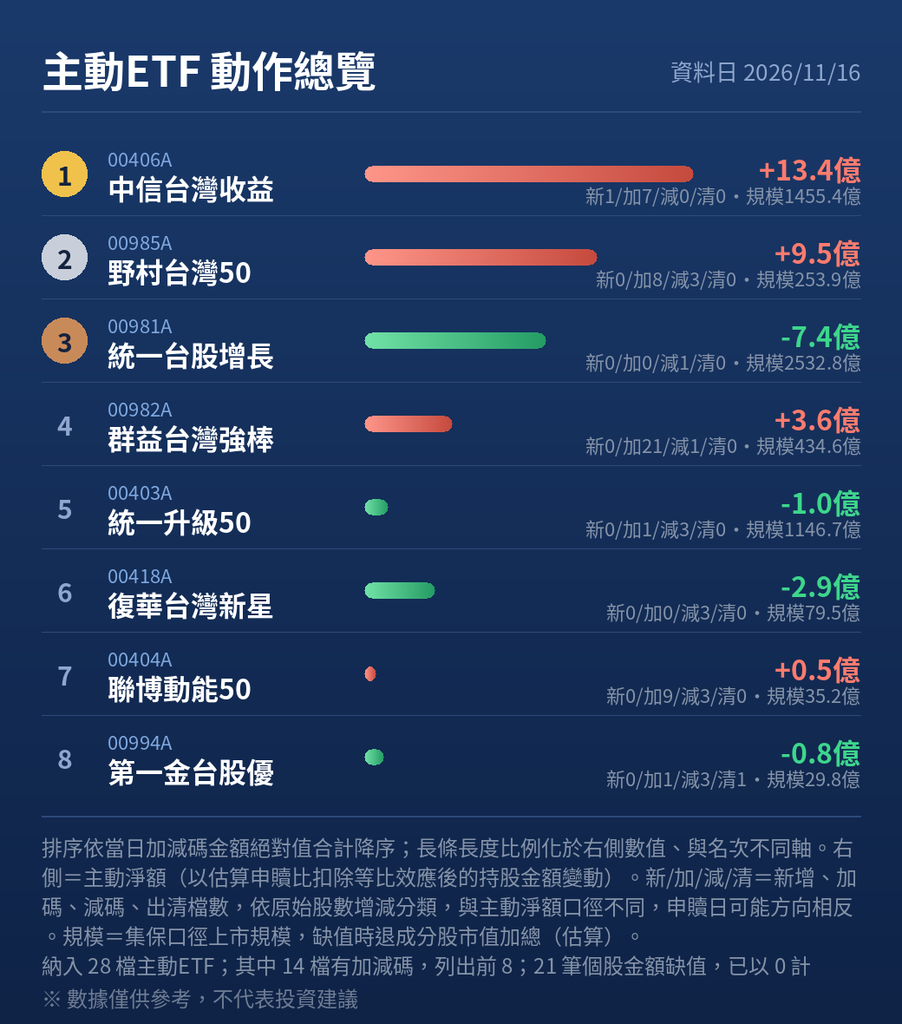 主動ETF 動作總覽
資料日 2026/11/16
1
00406A
中信台灣收益
+13.4億
新1/加7/減0/清0・規模1455.4億
2
00985A
野村台灣50
+9.5億
新0/加8/減3/清0・規模253.9億
3
00981A
統一台股增長
-7.4億
新0/加0/減1/清0・規模2532.8億
4
00982A
群益台灣強棒
+3.6億
新0/加21/減1/清0・規模434.6億
5
00403A
統一升級50
-1.0億
新0/加1/減3/清0・規模1146.7億
6
00418A
復華台灣新星
-2.9億
新0/加0/減3/清0・規模79.5億
7
00404A
聯博動能50
+0.5億
新0/加9/減3/清0・規模35.2億
8
00994A
第一金台股優
-0.8億
新0/加1/減3/清1・規模29.8億
排序依當日加減碼金額絕對值合計降序；長條長度比例化於右側數值、與名次不同軸。右
側＝主動淨額（以估算申贖比扣除等比效應後的持股金額變動）。新/加/減/清＝新增、加
碼、減碼、出清檔數，依原始股數增減分類，與主動淨額口徑不同，申贖日可能方向相反
。規模＝集保口徑上市規模，缺值時退成分股市值加總（估算）。
納入 28 檔主動ETF；其中 14 檔有加減碼，列出前 8；21 筆個股金額缺值，已以 0 計
※ 數據僅供參考，不代表投資建議